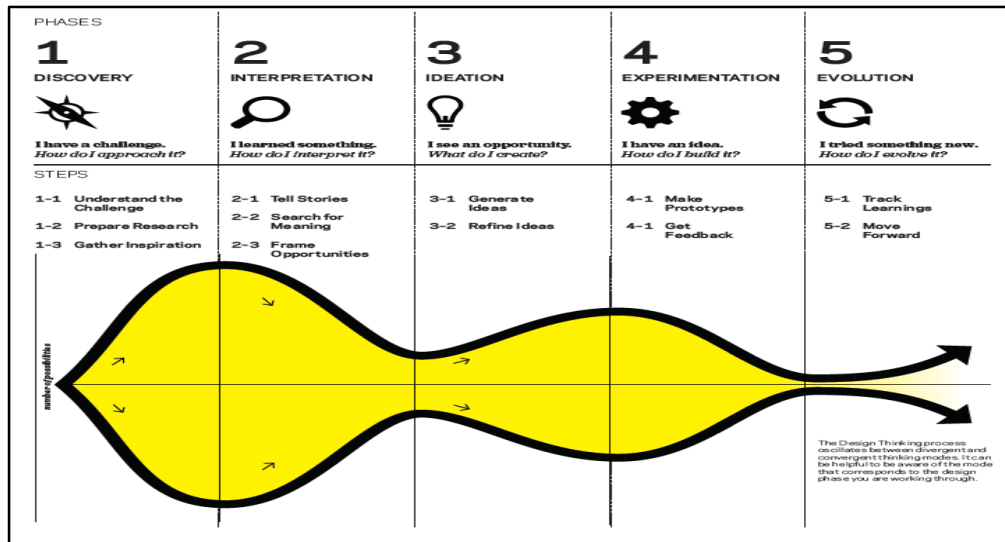 PHASES
1
DISCOVERY
I have a challenge.
How do I approach it?
2
INTERPRETATION
I learned something.
How do I interpret it?
3
IDEATION
I see an opportunity.
What do I create?
4
EXPERIMENTATION
I have an idea.
How do I build it?
5
EVOLUTION
I tried something new.
How do I evolve it?
STEPS
1-1 Understand the
Challenge
1-2 Prepare Research
1-3 Gather Inspiration
2-1 Tell Stories
2-2 Search for
Meaning
2-3 Frame
Opportunities
3-1 Generate
Ideas
3-2 Refine Ideas
4-1 Make
Prototypes
4-1 Get
Feedback
5-1 Track
Learnings
5-2 Move
Forward
number of possibilities
The Design Thinking process
oscillates between divergent and
convergent thinking modes. It can
be helpful to be aware of the mode
that corresponds to the design
phase you are working through.